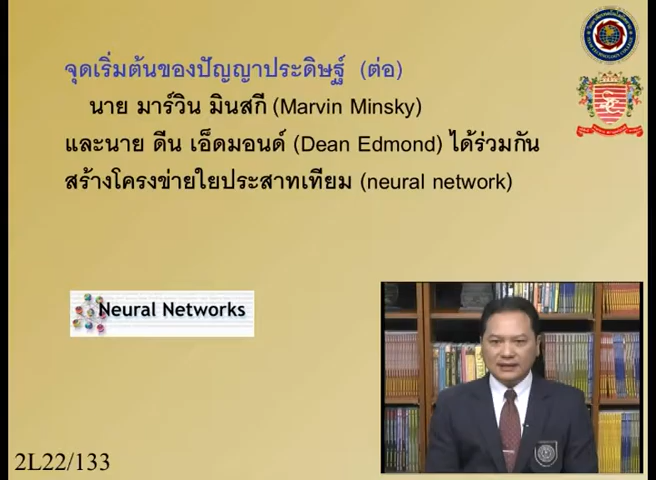 จุดเริ่มต้นของปัญญาประดิษฐ์ (ต่อ)
นาย มาร์วิน มินสกี (Marvin Minsky)
และนาย ดีน เอ็ดมอนด์ (Dean Edmond) ได้ร่วมกัน
สร้างโครงข่ายใยประสาทเทียม (neural network)
Neural Networks
2L22/133